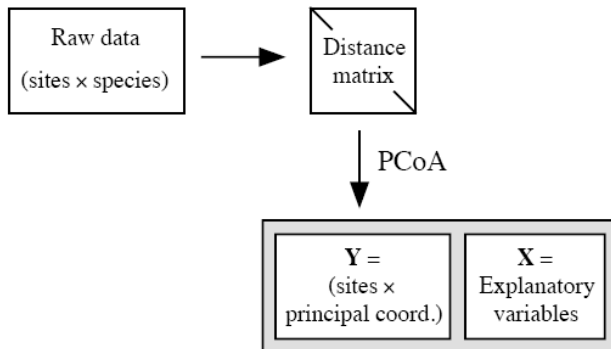 Raw data
(sites × species)
Distance
matrix
PCoA
Y =
(sites ×
principal coord.)
X =
Explanatory
variables